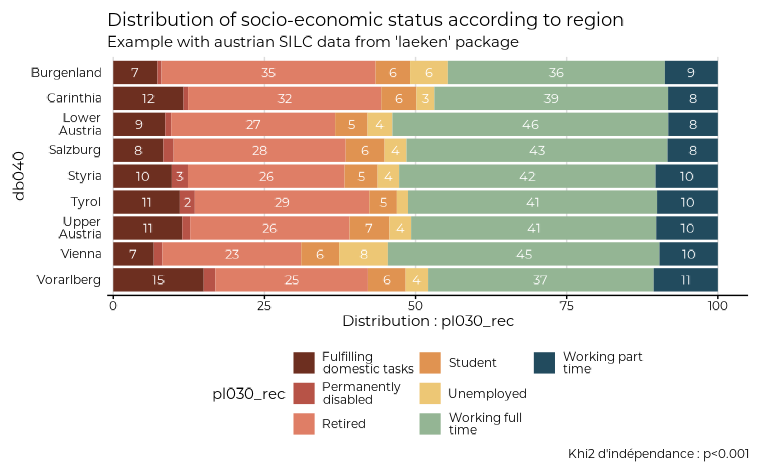 Distribution of socio-economic status according to region
Example with austrian SILC data from 'laeken' package
db040
Burgenland 7 35 6 6 36 9
Carinthia 12 32 6 3 39 8
Lower
Austria 9 27 5 4 46 8
Salzburg 8 28 6 4 43 8
Styria 10 3 26 5 4 42 10
Tyrol 11 2 29 5 41 10
Upper
Austria 11 26 7 4 41 10
Vienna 7 23 6 8 45 10
Vorarlberg 15 25 6 4 37 11
0 25 50 75 100
Distribution : pl030_rec
pl030_rec
Fulfilling
domestic tasks
Permanently
disabled
Retired
Student
Unemployed
Working full
time
Working part
time
Khi2 d'indépendance : p<0.001